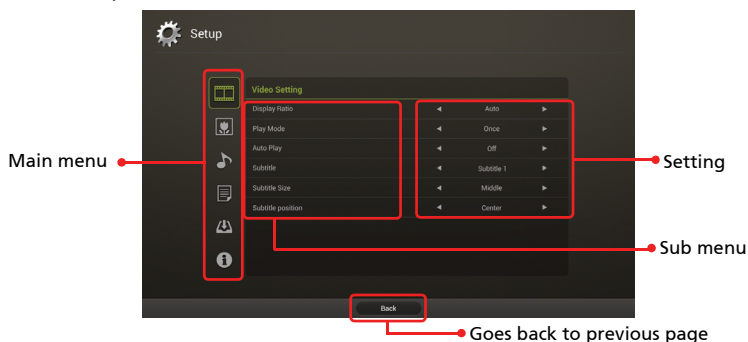 Setup
Video Setting
Display Ratio Auto
Play Mode Once
Auto Play Off
Subtitle Subtitle 1
Subtitle Size Middle
Subtitle position Center
Main menu
Setting
Sub menu
Back
Goes back to previous page